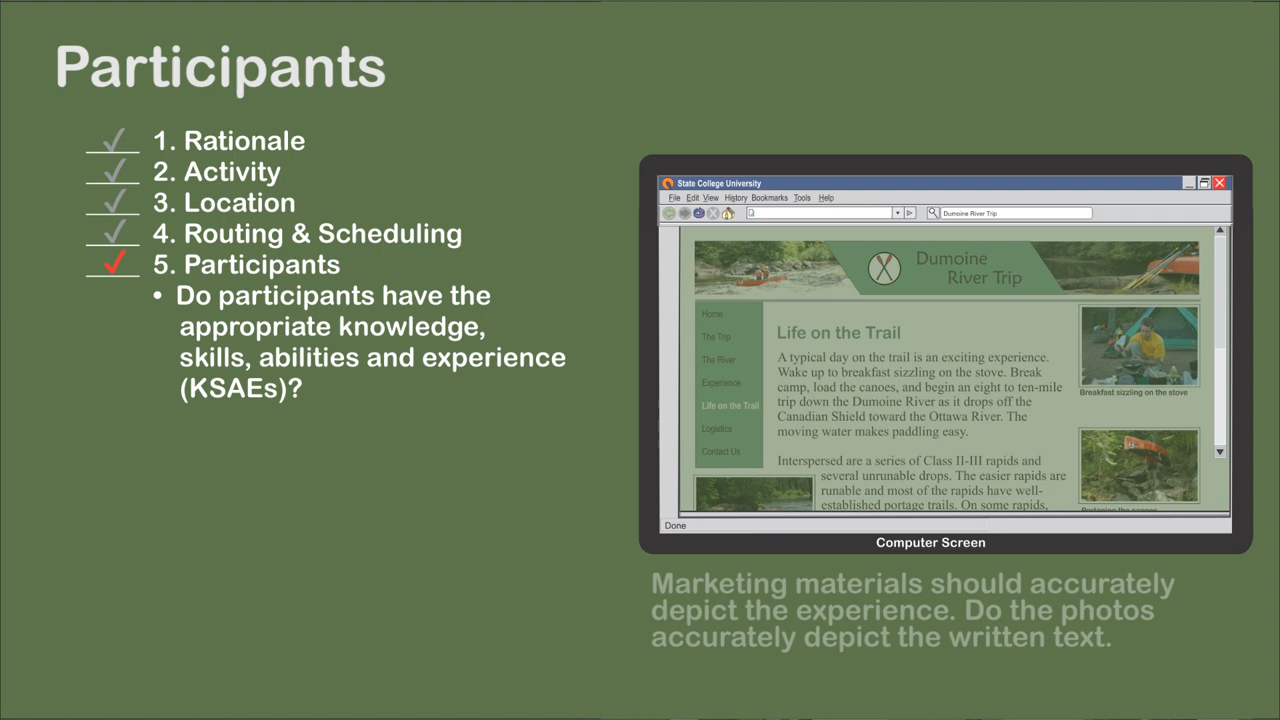 Participants
✓ 1. Rationale
✓ 2. Activity
✓ 3. Location
✓ 4. Routing & Scheduling
✓ 5. Participants
• Do participants have the
appropriate knowledge,
skills, abilities and experience
(KSAEs)?
State College University
File Edit View History Bookmarks Tools Help
Dumoine River Trip
Dumoine
River Trip
Home
The Trip
The River
Experience
Life on the Trail
Logistics
Contact Us
Life on the Trail
A typical day on the trail is an exciting experience.
Wake up to breakfast sizzling on the stove. Break
camp, load the canoes, and begin an eight to ten-mile
trip down the Dumoine River as it drops off the
Canadian Shield toward the Ottawa River. The
moving water makes paddling easy.
Interspersed are a series of Class II-III rapids and
several unrunable drops. The easier rapids are
runable and most of the rapids have well-
established portage trails. On some rapids,
Breakfast sizzling on the stove
Portaging the canoes
Done
Computer Screen
Marketing materials should accurately
depict the experience. Do the photos
accurately depict the written text.